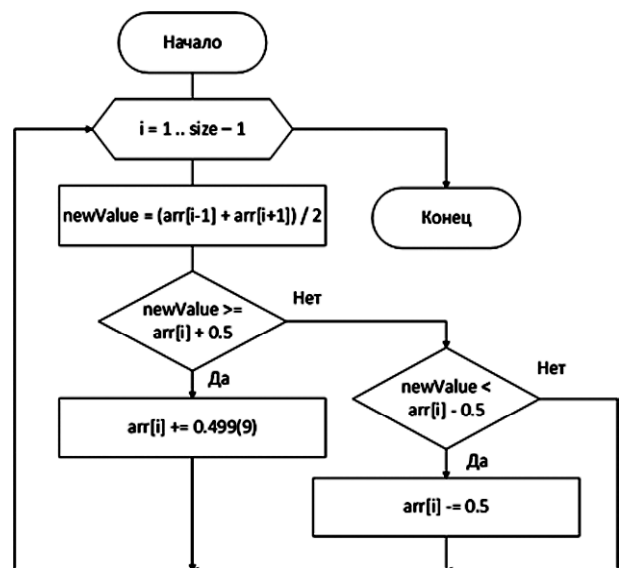 Начало
i = 1 .. size – 1
newValue = (arr[i-1] + arr[i+1]) / 2
Конец
newValue >=
arr[i] + 0.5
Нет
Да
arr[i] += 0.499(9)
newValue <
arr[i] - 0.5
Нет
Да
arr[i] -= 0.5